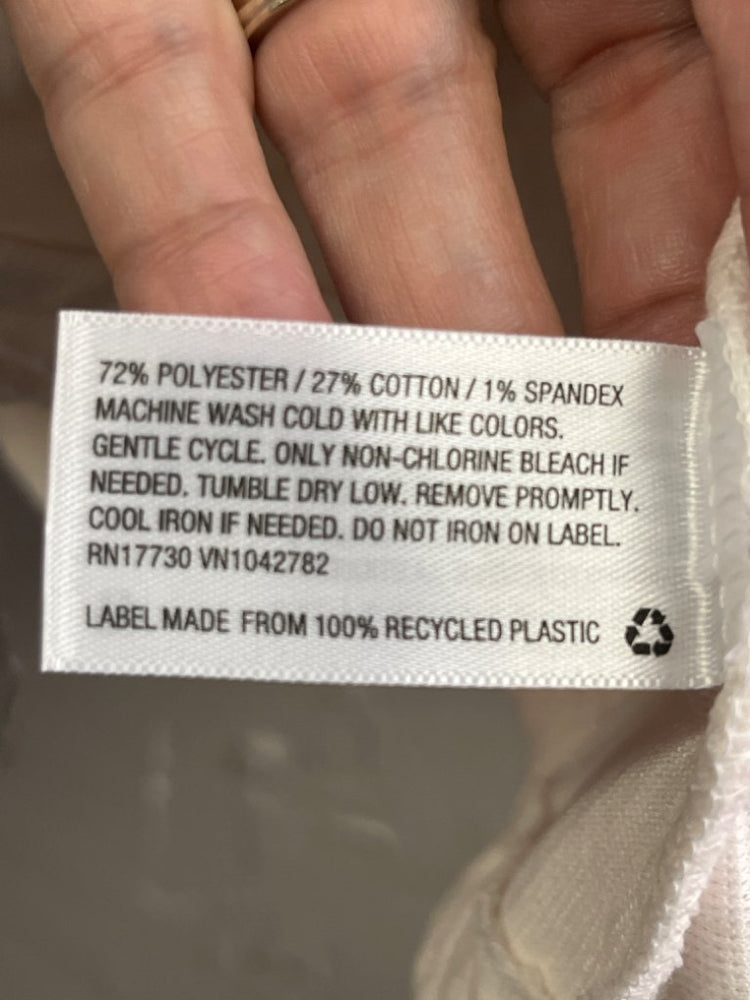 72% POLYESTER / 27% COTTON / 1% SPANDEX
MACHINE WASH COLD WITH LIKE COLORS.
GENTLE CYCLE. ONLY NON-CHLORINE BLEACH IF
NEEDED. TUMBLE DRY LOW. REMOVE PROMPTLY.
COOL IRON IF NEEDED. DO NOT IRON ON LABEL.
RN17730 VN1042782
LABEL MADE FROM 100% RECYCLED PLASTIC